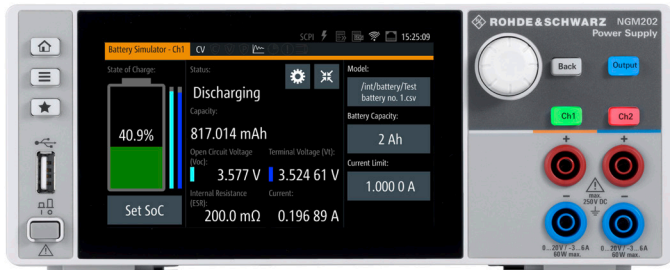 SCPI 15:25:09
Battery Simulator - Ch1 CV
State of Charge:
40.9%
Set SoC
Status:
Discharging
Capacity:
817.014 mAh
Open Circuit Voltage
(Voc):
3.577 V
Terminal Voltage (Vt):
3.524 61 V
Internal Resistance
(ESR):
200.0 mΩ
Current:
0.196 89 A
Model:
/int/battery/Test
battery no. 1.csv
Battery Capacity:
2 Ah
Current Limit:
1.000 0 A
ROHDE&SCHWARZ NGM202
Power Supply
Back Output
Ch1 Ch2
+ +
max.
250V DC
- -
0...20V / -3...6A
60W max.
0...20V / -3...6A
60W max.